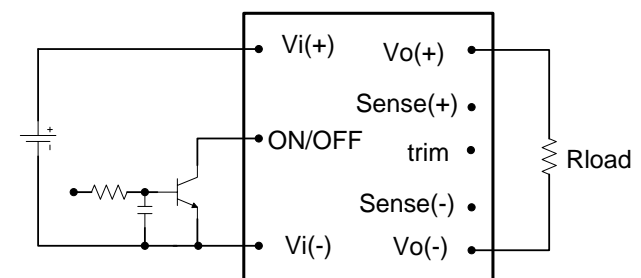 Vi(+)
Vo(+)
Sense(+)
ON/OFF
trim
Rload
Sense(-)
Vi(-)
Vo(-)
+
-